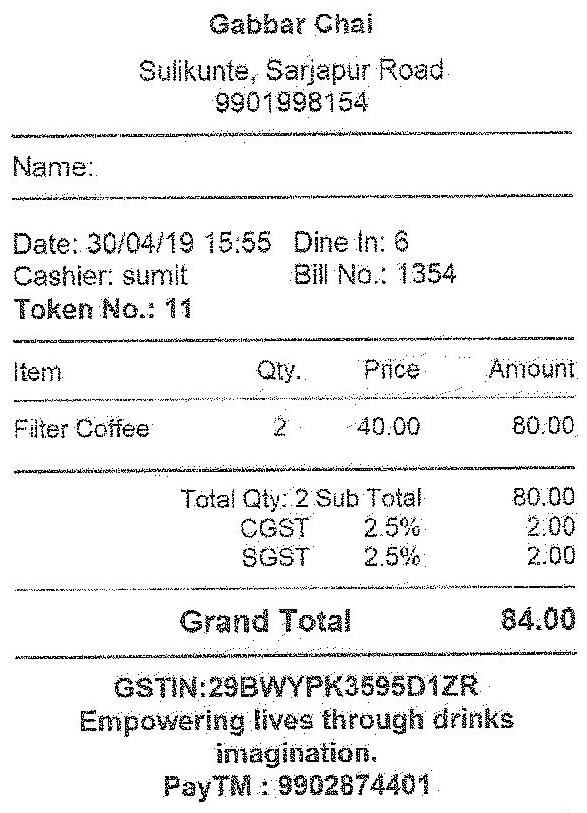 Gabbar Chai
Sulikunte, Sarjapur Road
9901998154
Name:
Date: 30/04/19 15:55 Dine In: 6
Cashier: sumit Bill No.: 1354
Token No.: 11
Item Qty. Price Amount
Filter Coffee 2 40.00 80.00
Total Qty: 2 Sub Total 80.00
CGST 2.5% 2.00
SGST 2.5% 2.00
Grand Total 84.00
GSTIN:29BWYPK3595D1ZR
Empowering lives through drinks
imagination.
PayTM : 9902874401